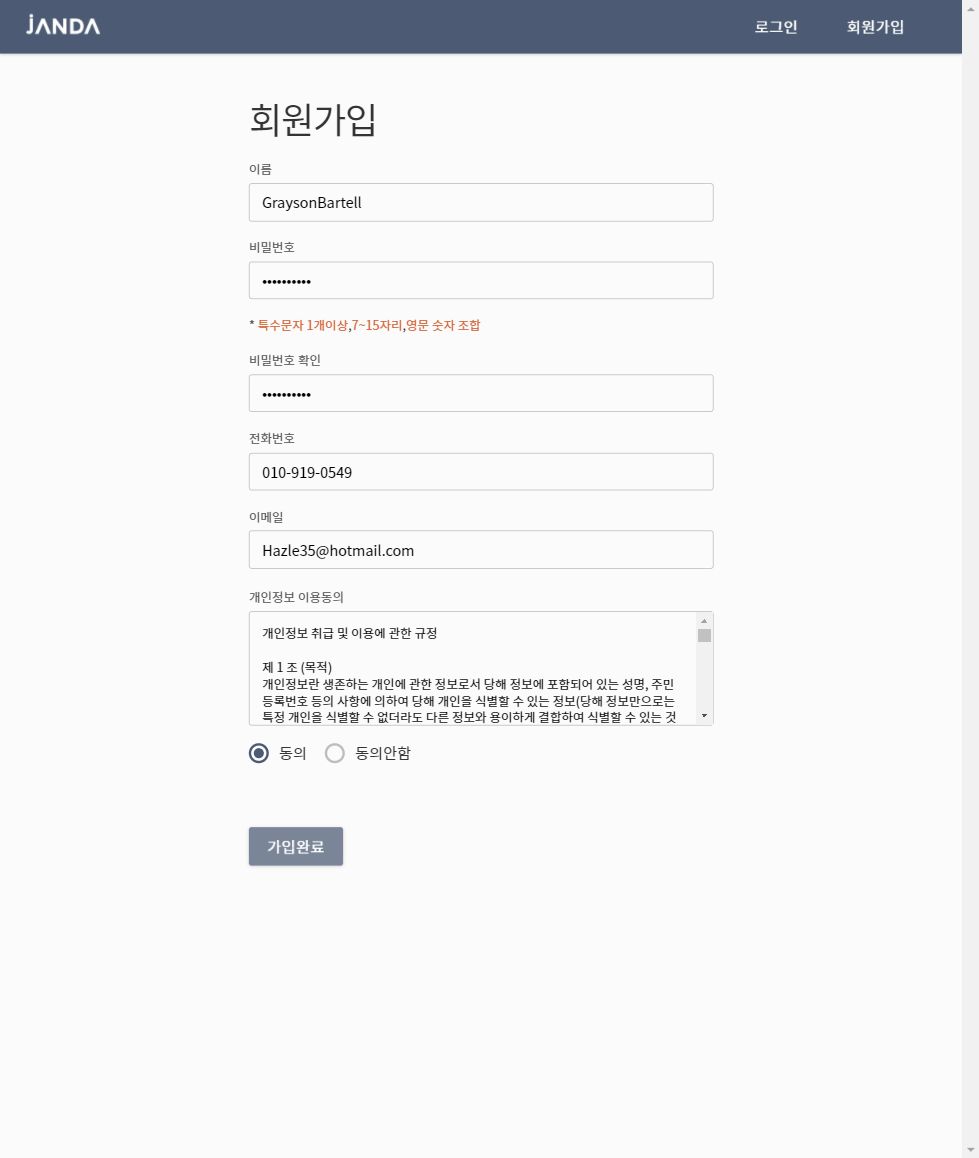 JANDA
로그인 회원가입
회원가입
이름
GraysonBartell
비밀번호
••••••••••
* 특수문자 1개이상,7~15자리,영문 숫자 조합
비밀번호 확인
••••••••••
전화번호
010-919-0549
이메일
Hazle35@hotmail.com
개인정보 이용동의
개인정보 취급 및 이용에 관한 규정
제 1 조 (목적)
개인정보란 생존하는 개인에 관한 정보로서 당해 정보에 포함되어 있는 성명, 주민
등록번호 등의 사항에 의하여 당해 개인을 식별할 수 있는 정보(당해 정보만으로는
특정 개인을 식별할 수 없더라도 다른 정보와 용이하게 결합하여 식별할 수 있는 것
동의 동의안함
가입완료